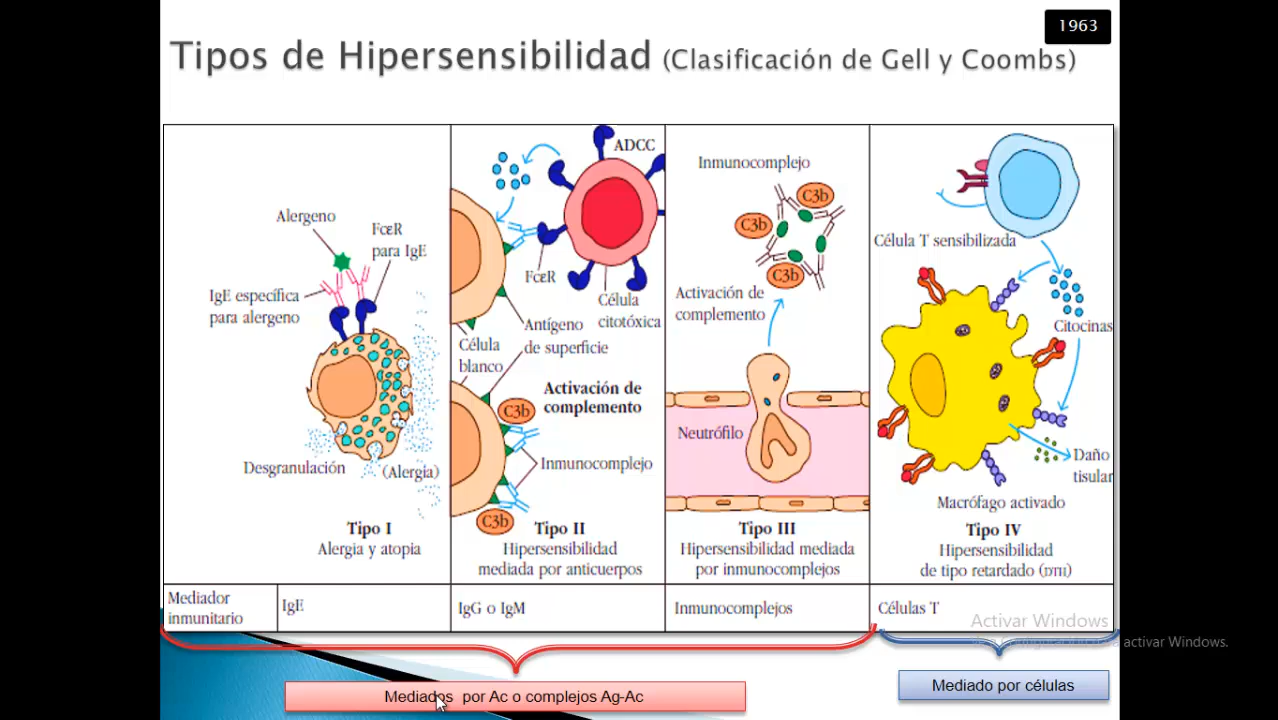 1963
Tipos de Hipersensibilidad (Clasificación de Gell y Coombs)
Alergeno
FcεR
para IgE
IgE específica
para alergeno
Desgranulación
(Alergia)
Tipo I
Alergia y atopia
ADCC
FcεR
Célula
citotóxica
Antígeno
de superficie
Célula
blanco
Activación de
complemento
C3b
Inmunocomplejo
C3b
Tipo II
Hipersensibilidad
mediada por anticuerpos
Inmunocomplejo
C3b
C3b
C3b
Activación de
complemento
Neutrófilo
Tipo III
Hipersensibilidad mediada
por inmunocomplejos
Célula T sensibilizada
Citocinas
Daño
tisular
Macrófago activado
Tipo IV
Hipersensibilidad
de tipo retardado (DTH)
Mediador
inmunitario
IgE
IgG o IgM
Inmunocomplejos
Células T
Activar Windows
activar Windows.
Mediados por Ac o complejos Ag-Ac
Mediado por células